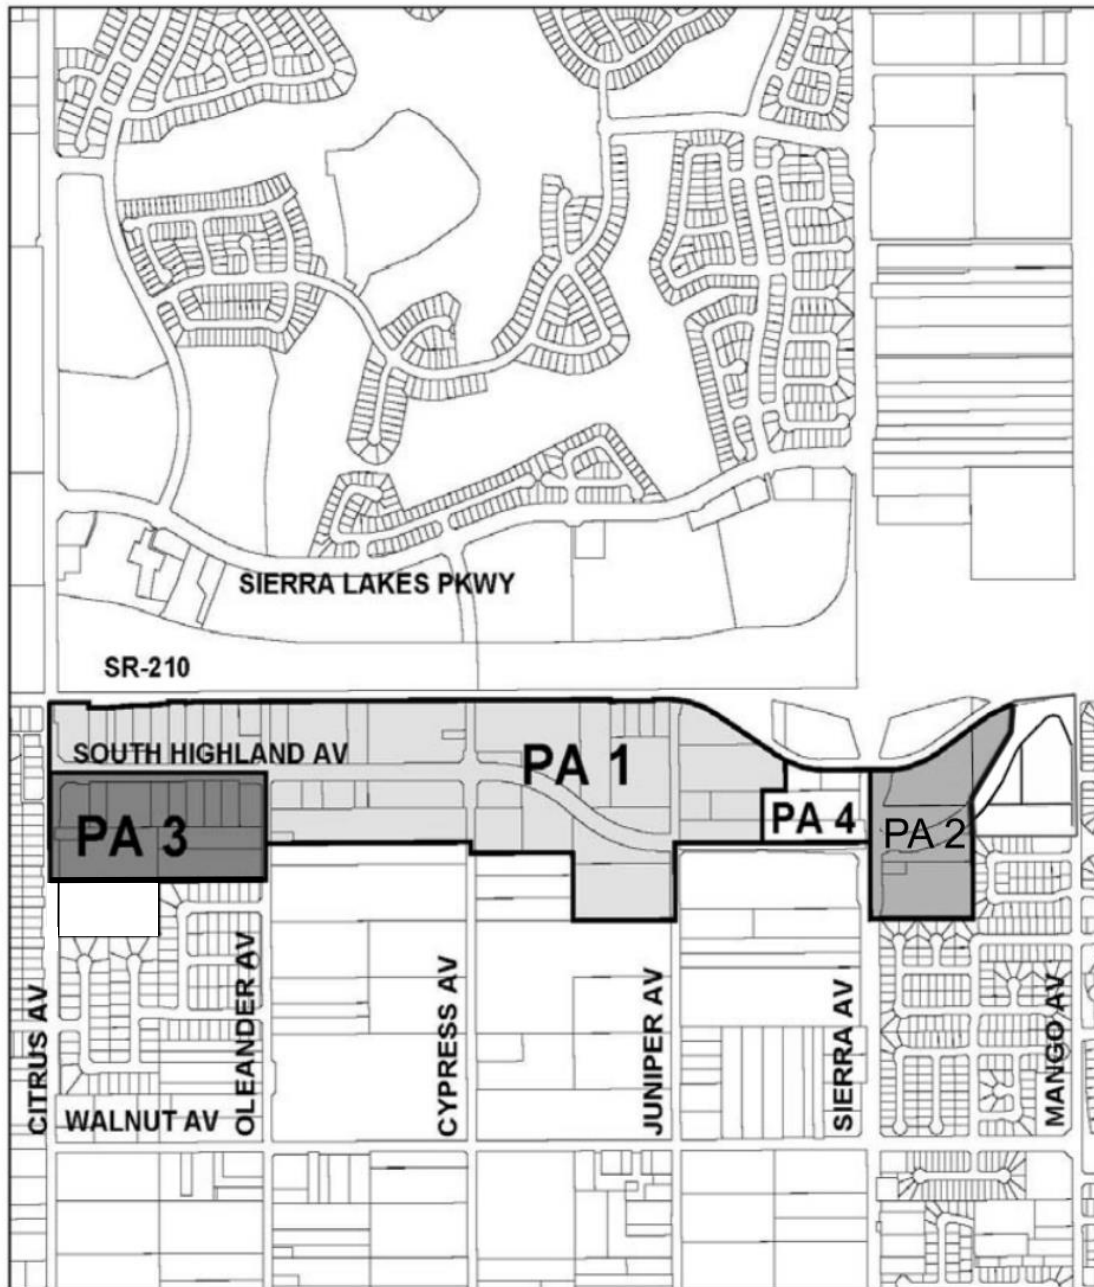 SIERRA LAKES PKWY
SR-210
SOUTH HIGHLAND AV
PA 1
PA 3
PA 4
PA 2
CITRUS AV
OLEANDER AV
CYPRESS AV
JUNIPER AV
SIERRA AV
MANGO AV
WALNUT AV